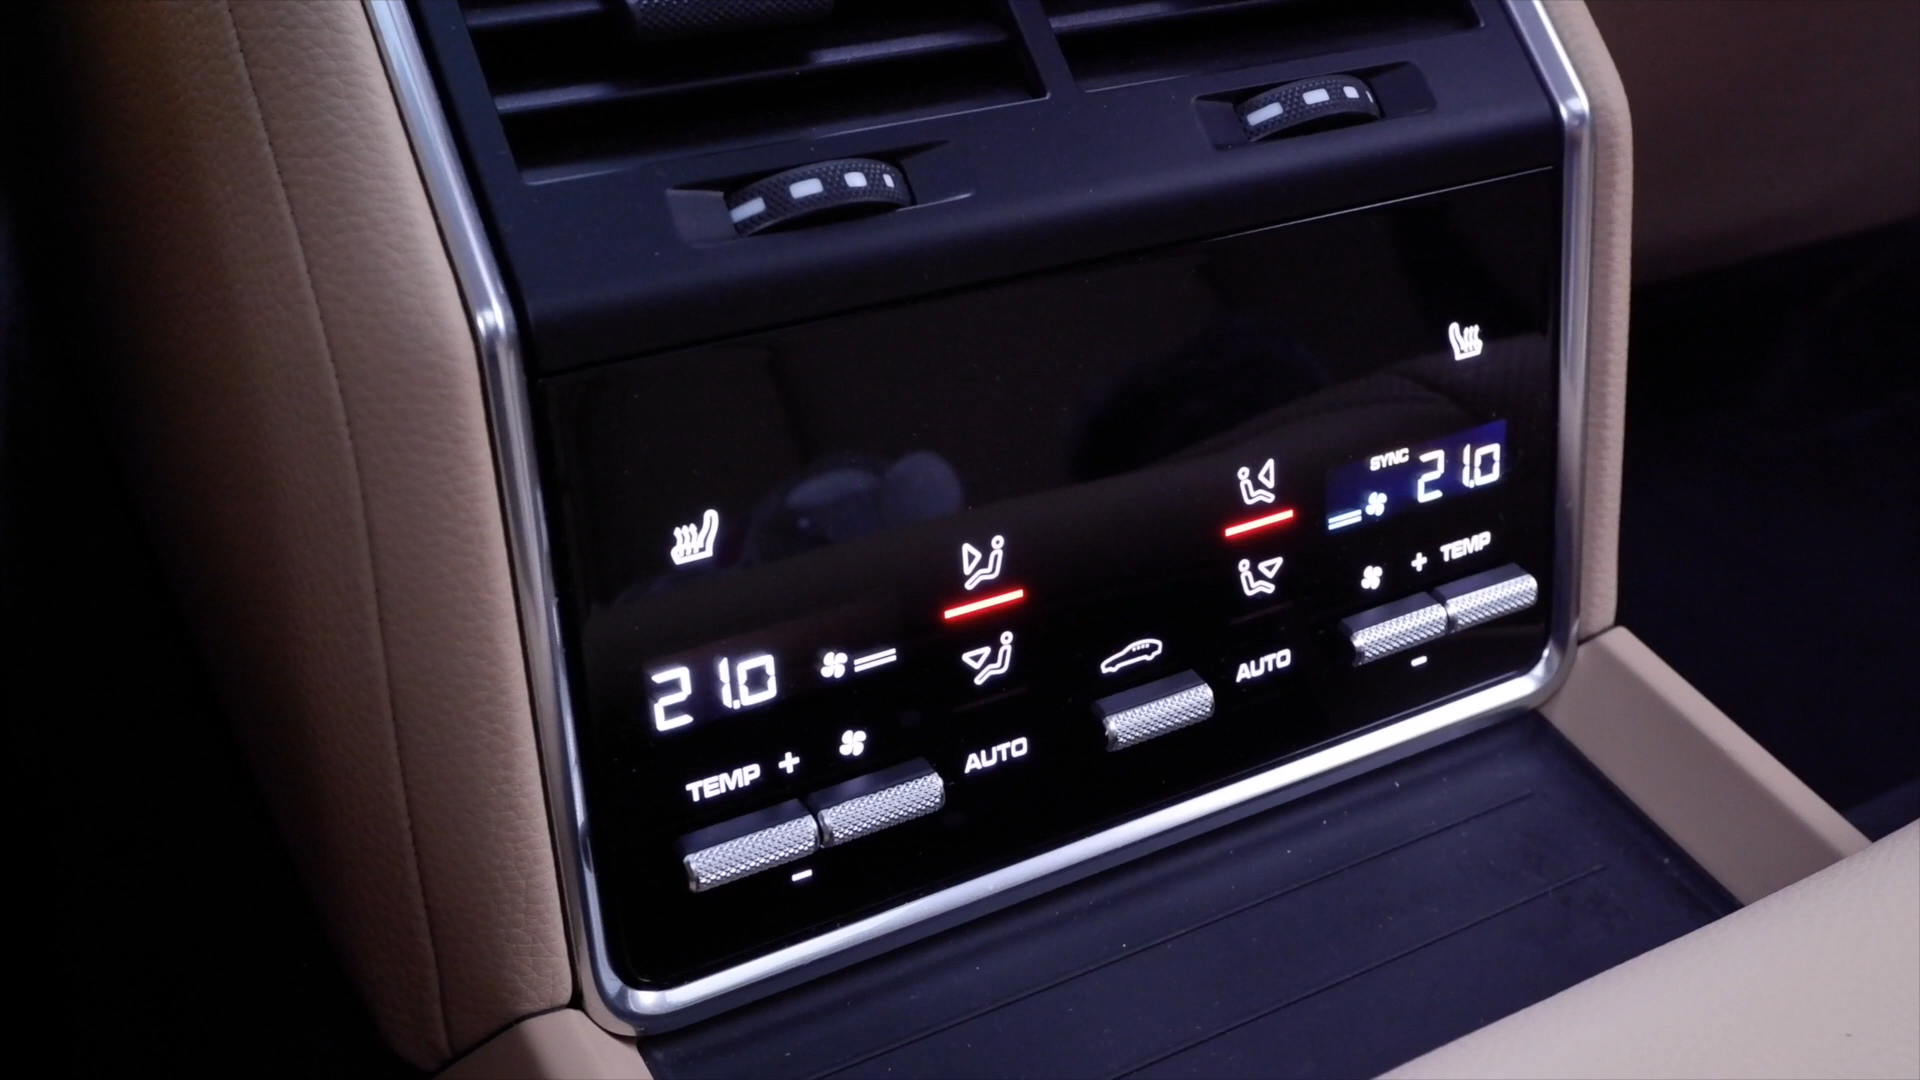 SYNC
21.0
+ TEMP
-
21.0
AUTO
TEMP +
AUTO
-